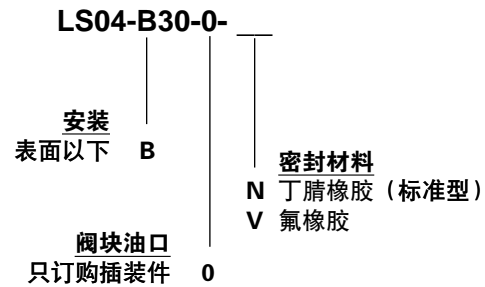 LS04-B30-0- __
安装
表面以下 B
密封材料
N 丁腈橡胶（标准型）
V 氟橡胶
阀块油口
只订购插装件 0